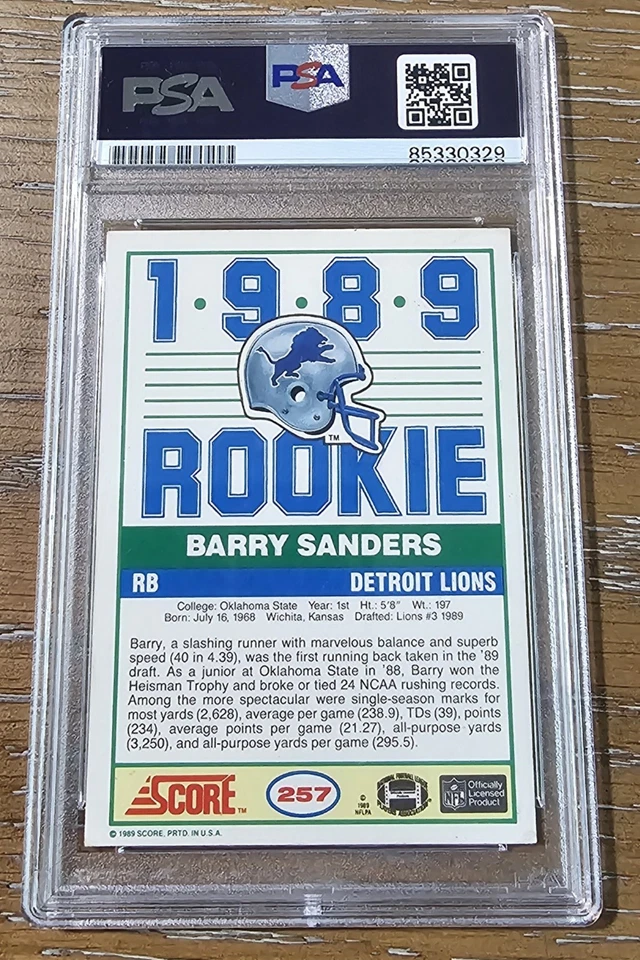 PSA
PSA
85330329
1·9·8·9
TM
ROOKIE
BARRY SANDERS
RB DETROIT LIONS
College: Oklahoma State Year: 1st Ht.: 5'8" Wt.: 197
Born: July 16, 1968 Wichita, Kansas Drafted: Lions #3 1989
Barry, a slashing runner with marvelous balance and superb
speed (40 in 4.39), was the first running back taken in the '89
draft. As a junior at Oklahoma State in '88, Barry won the
Heisman Trophy and broke or tied 24 NCAA rushing records.
Among the more spectacular were single-season marks for
most yards (2,628), average per game (238.9), TDs (39), points
(234), average points per game (21.27), all-purpose yards
(3,250), and all-purpose yards per game (295.5).
SCORE TM
257
© 1989 NFLPA
NFL
Officially
Licensed
Product
© 1989 SCORE, PRTD. IN U.S.A.